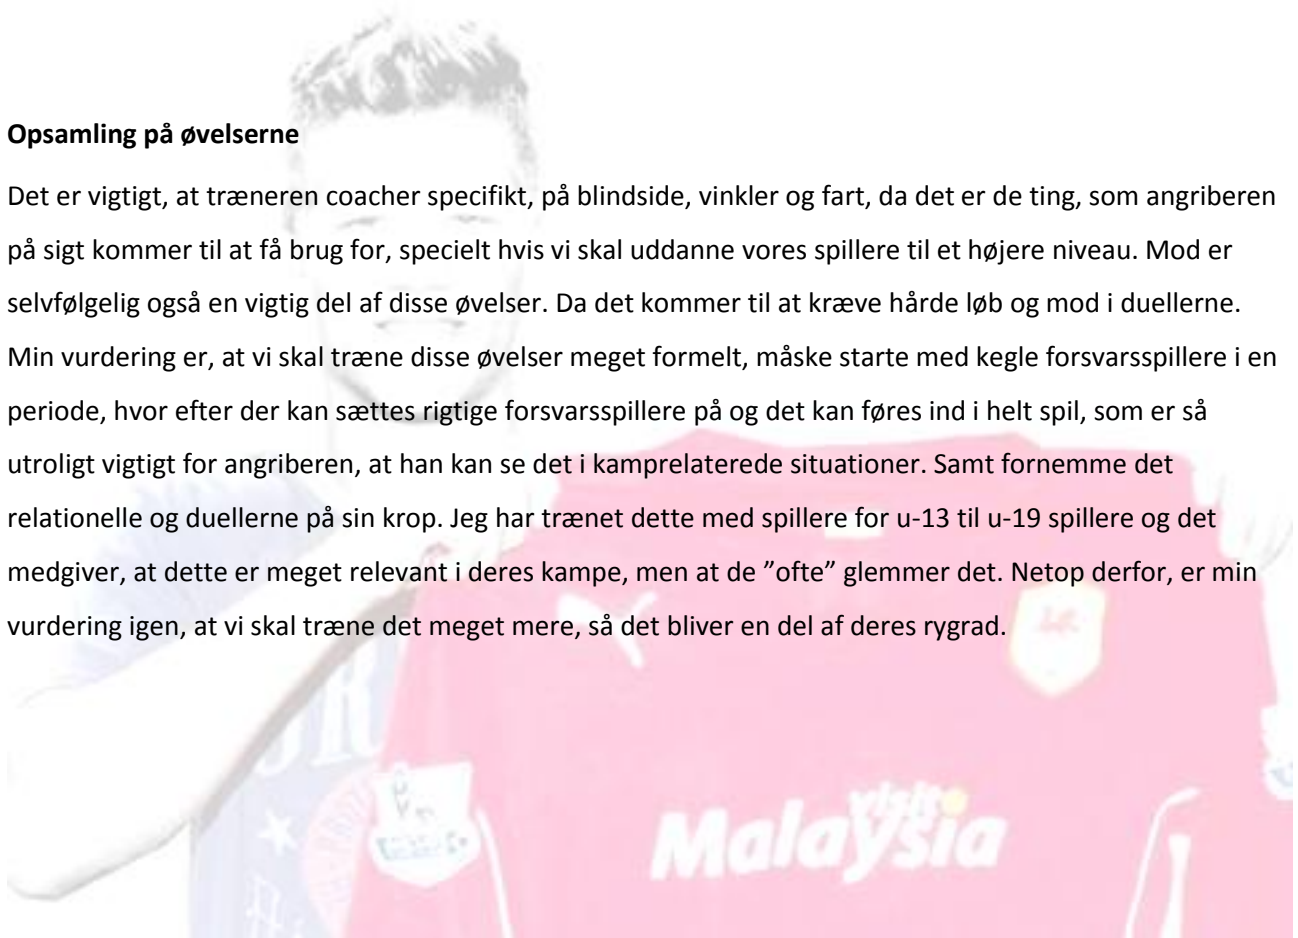 Opsamling på øvelserne
Det er vigtigt, at træneren coacher specifikt, på blindside, vinkler og fart, da det er de ting, som angriberen
på sigt kommer til at få brug for, specielt hvis vi skal uddanne vores spillere til et højere niveau. Mod er
selvfølgelig også en vigtig del af disse øvelser. Da det kommer til at kræve hårde løb og mod i duellerne.
Min vurdering er, at vi skal træne disse øvelser meget formelt, måske starte med kegle forsvarsspillere i en
periode, hvor efter der kan sættes rigtige forsvarsspillere på og det kan føres ind i helt spil, som er så
utroligt vigtigt for angriberen, at han kan se det i kamprelaterede situationer. Samt fornemme det
relationelle og duellerne på sin krop. Jeg har trænet dette med spillere for u-13 til u-19 spillere og det
medgiver, at dette er meget relevant i deres kampe, men at de ”ofte” glemmer det. Netop derfor, er min
vurdering igen, at vi skal træne det meget mere, så det bliver en del af deres rygrad.
visit
Malaysia